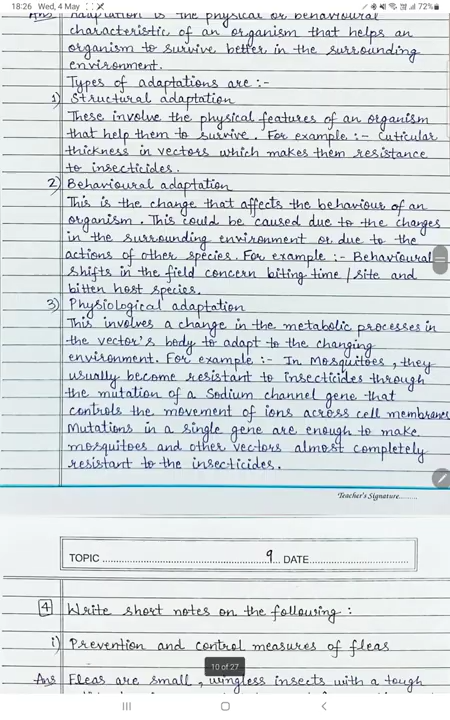 18:26 Wed, 4 May
72%
Ans adaptation is the physical or behavioural
characteristic of an organism that helps an
organism to survive better in the surrounding
environment.
Types of adaptations are :-
1) Structural adaptation
These involve the physical features of an organism
that help them to survive. For example :- Cuticular
thickness in vectors which makes them resistance
to insecticides.
2) Behavioural adaptation
This is the change that affects the behaviour of an
organism. This could be caused due to the changes
in the surrounding environment or due to the
actions of other species. For example :- Behavioural
shifts in the field concern biting time / site and
bitten host species.
3) Physiological adaptation
This involves a change in the metabolic processes in
the vector's body to adapt to the changing
environment. For example :- In Mosquitoes, they
usually become resistant to insecticides through
the mutation of a Sodium channel gene that
controls the movement of ions across cell membranes
Mutations in a single gene are enough to make
mosquitoes and other vectors almost completely
resistant to the insecticides.
Teacher's Signature.........
TOPIC ............ 9 ... DATE............
4 Write short notes on the following :
i) Prevention and control measures of fleas
10 of 27
Ans Fleas are small, wingless insects with a tough